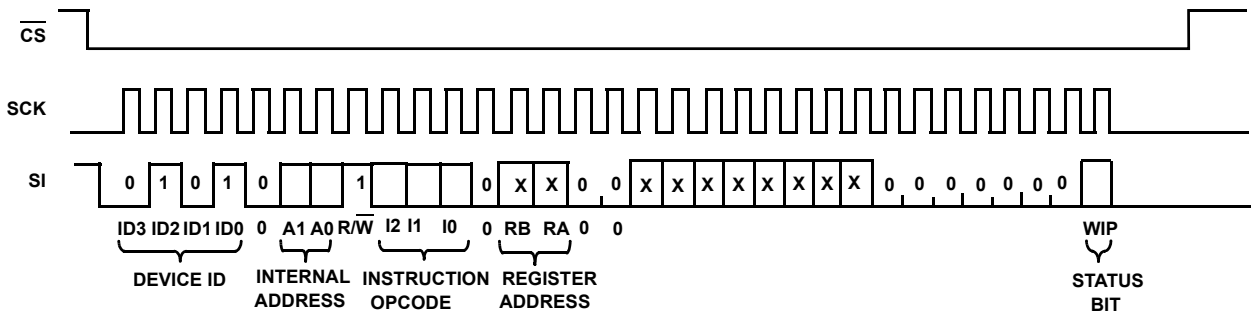 C̅S̅
SCK
SI 0 1 0 1 0 1 0 X X 0 0 X X X X X X X X 0 0 0 0 0 0 0
ID3 ID2 ID1 ID0 0 A1 A0 R/W̅ I2 I1 I0 0 RB RA 0 0 WIP
DEVICE ID
INTERNAL
ADDRESS
INSTRUCTION
OPCODE
REGISTER
ADDRESS
STATUS
BIT